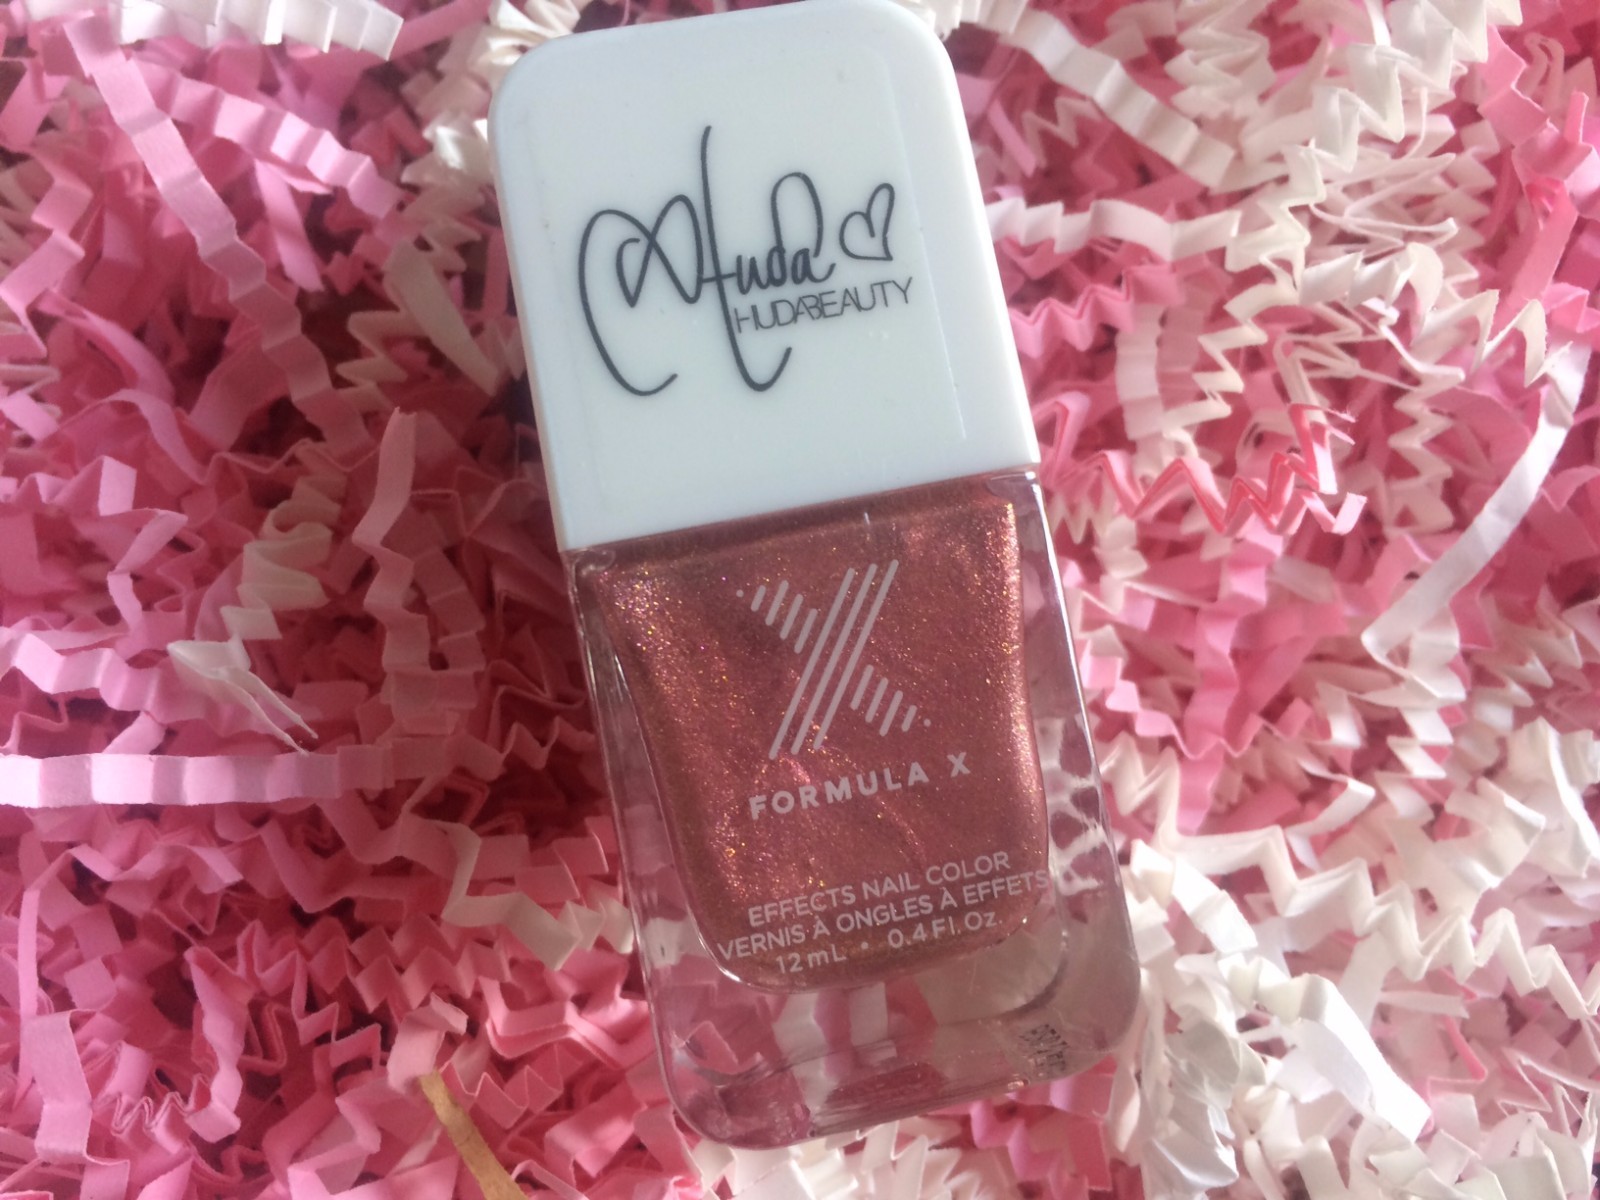 Huda
HUDABEAUTY
FORMULA X
EFFECTS NAIL COLOR
VERNIS À ONGLES À EFFETS
12 mL • 0.4 Fl. Oz.